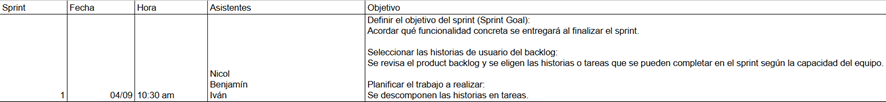 Sprint Fecha Hora Asistentes Objetivo
Definir el objetivo del sprint (Sprint Goal):
Acordar qué funcionalidad concreta se entregará al finalizar el sprint.
Seleccionar las historias de usuario del backlog:
Se revisa el product backlog y se eligen las historias o tareas que se pueden completar en el sprint según la capacidad del equipo.
Nicol
Benjamín Planificar el trabajo a realizar:
1 04/09 10:30 am Iván Se descomponen las historias en tareas.